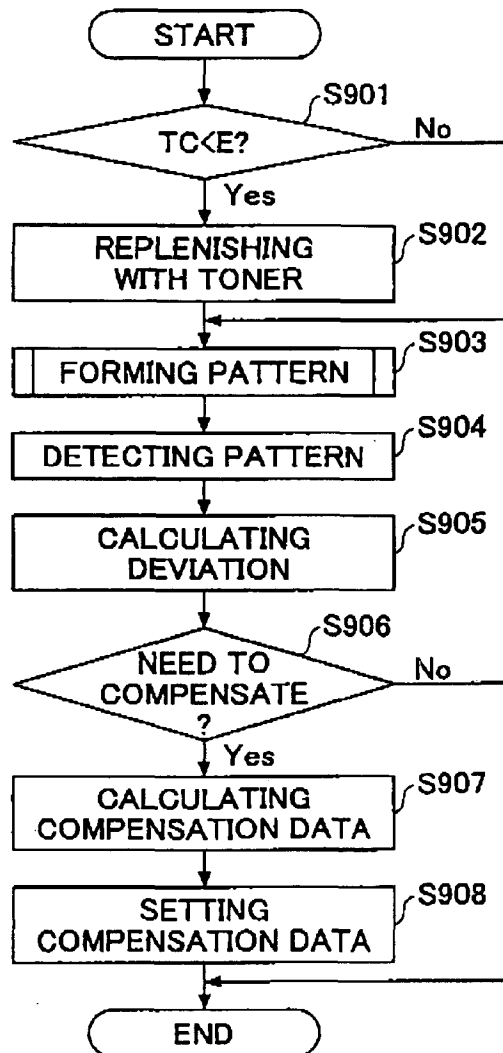 START
S901
TC<E?
No
Yes
S902
REPLENISHING
WITH TONER
S903
FORMING PATTERN
S904
DETECTING PATTERN
S905
CALCULATING
DEVIATION
S906
NEED TO
COMPENSATE
?
No
Yes
S907
CALCULATING
COMPENSATION DATA
S908
SETTING
COMPENSATION DATA
END